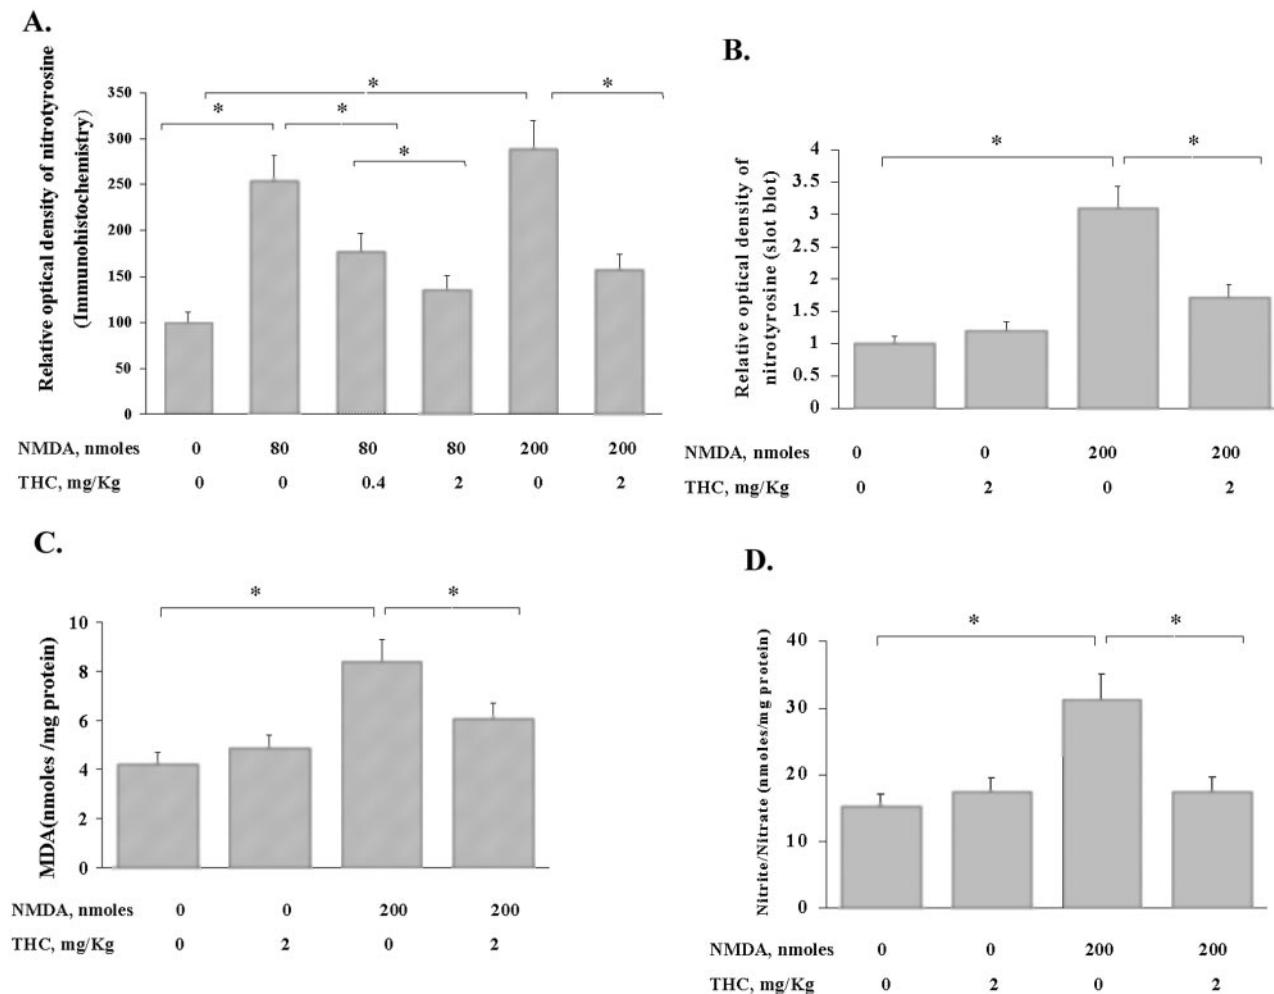 A.
Relative optical density of nitrotyrosine
(Immunohistochemistry)
350
300
250
200
150
100
50
0
* * * * *
NMDA, nmoles 0 80 80 80 200 200
THC, mg/Kg 0 0 0.4 2 0 2
B.
Relative optical density of
nitrotyrosine (slot blot)
4
3.5
3
2.5
2
1.5
1
0.5
0
* *
NMDA, nmoles 0 0 200 200
THC, mg/Kg 0 2 0 2
C.
MDA(nmoles /mg protein)
10
8
6
4
2
0
* *
NMDA, nmoles 0 0 200 200
THC, mg/Kg 0 2 0 2
D.
Nitrite/Nitrate (nmoles/mg protein)
40
30
20
10
0
* *
NMDA, nmoles 0 0 200 200
THC, mg/Kg 0 2 0 2